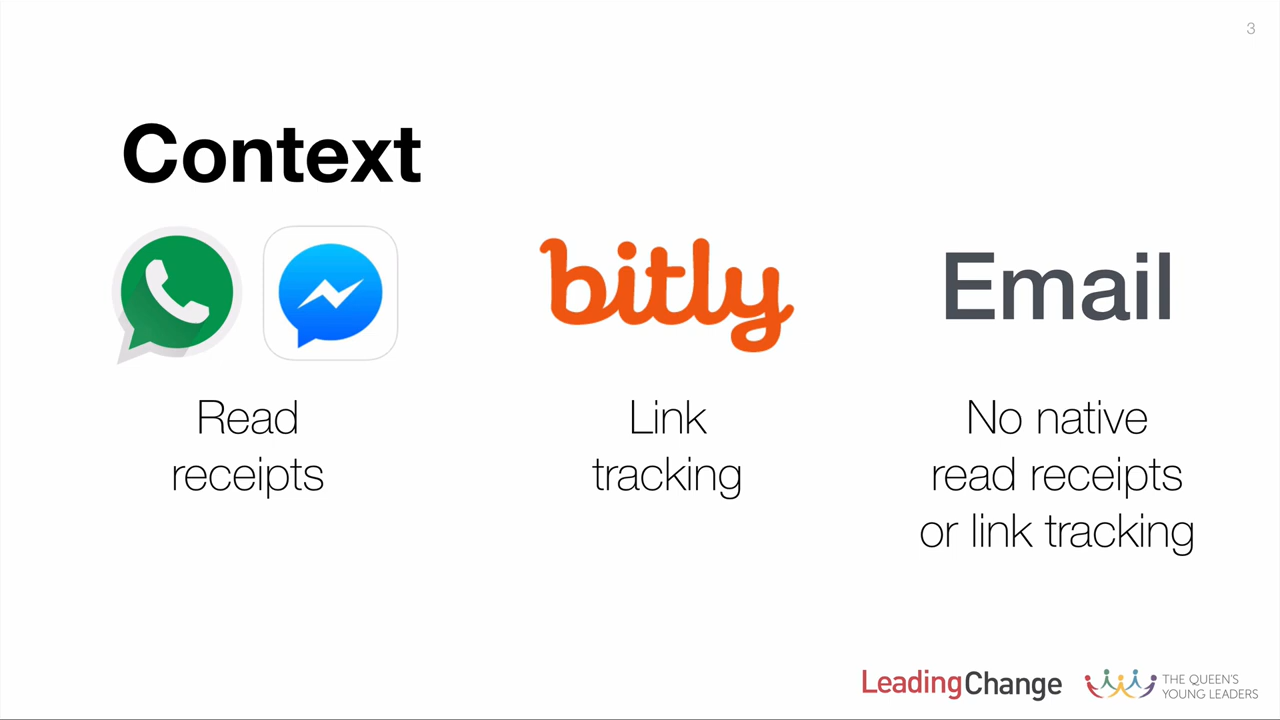 3
Context
bitly
Email
Read
receipts
Link
tracking
No native
read receipts
or link tracking
LeadingChange
THE QUEEN'S
YOUNG LEADERS